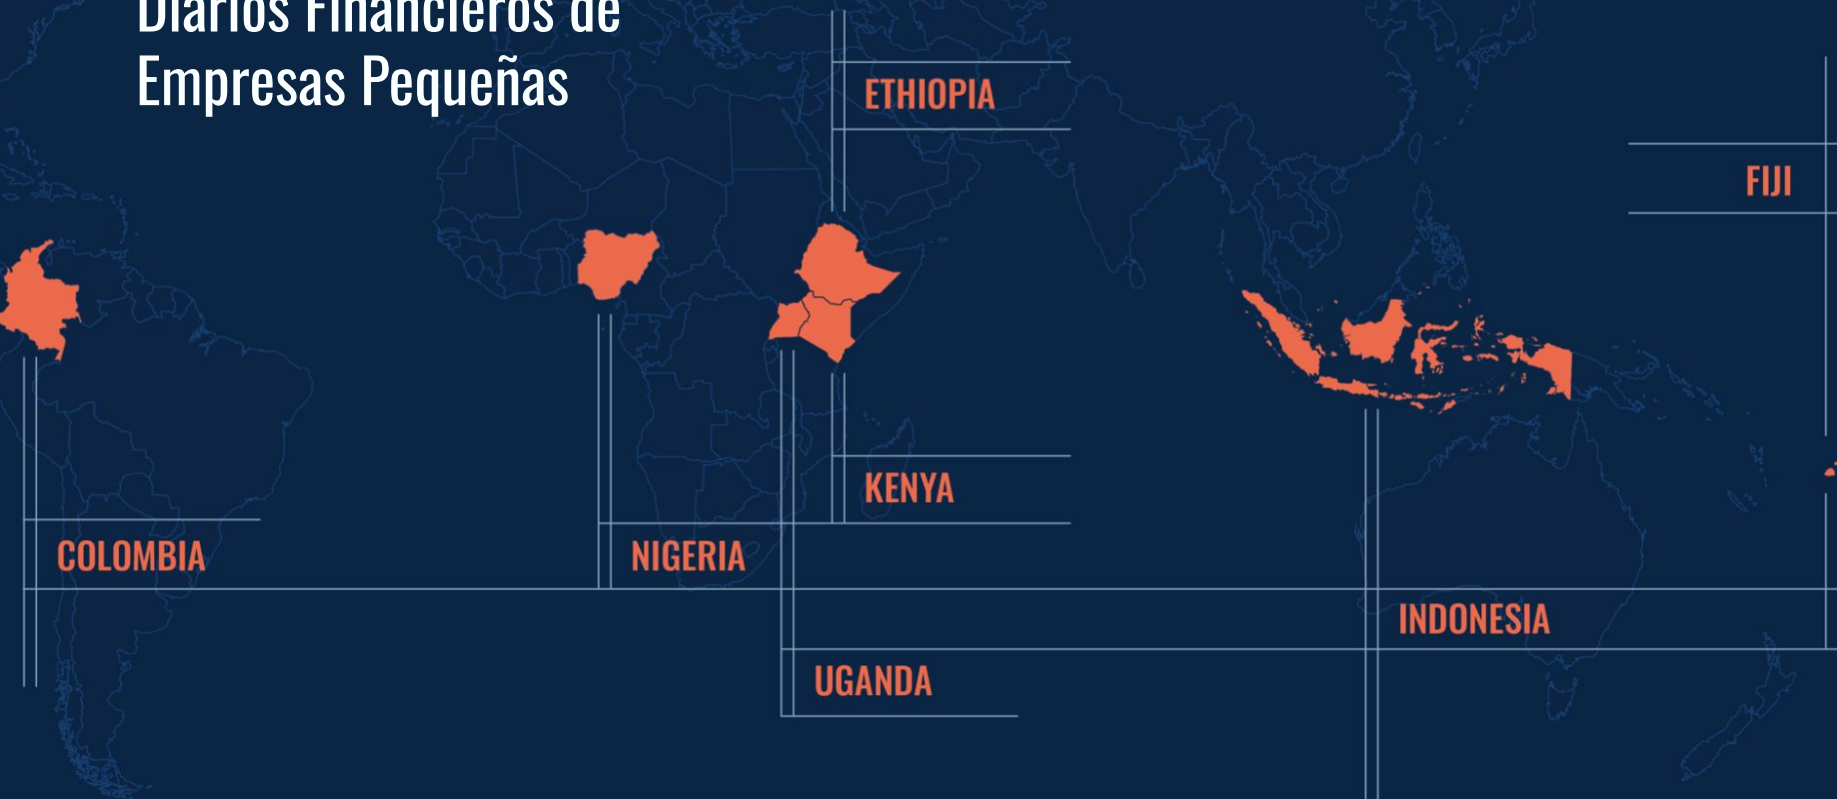 Diarios Financieros de
Empresas Pequeñas
ETHIOPIA
FIJI
KENYA
COLOMBIA
NIGERIA
INDONESIA
UGANDA